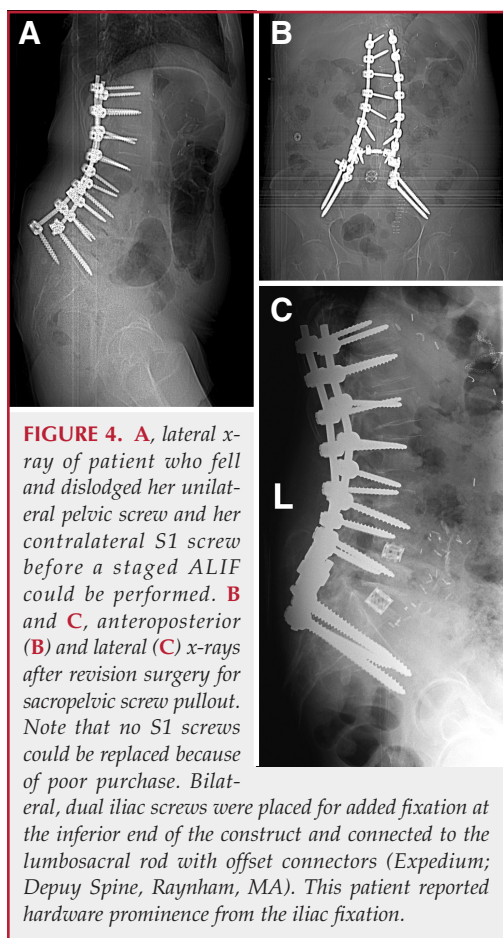 A
B
C
L
FIGURE 4. A, lateral x-
ray of patient who fell
and dislodged her unilat-
eral pelvic screw and her
contralateral S1 screw
before a staged ALIF
could be performed. B
and C, anteroposterior
(B) and lateral (C) x-rays
after revision surgery for
sacropelvic screw pullout.
Note that no S1 screws
could be replaced because
of poor purchase. Bilat-
eral, dual iliac screws were placed for added fixation at
the inferior end of the construct and connected to the
lumbosacral rod with offset connectors (Expedium;
Depuy Spine, Raynham, MA). This patient reported
hardware prominence from the iliac fixation.